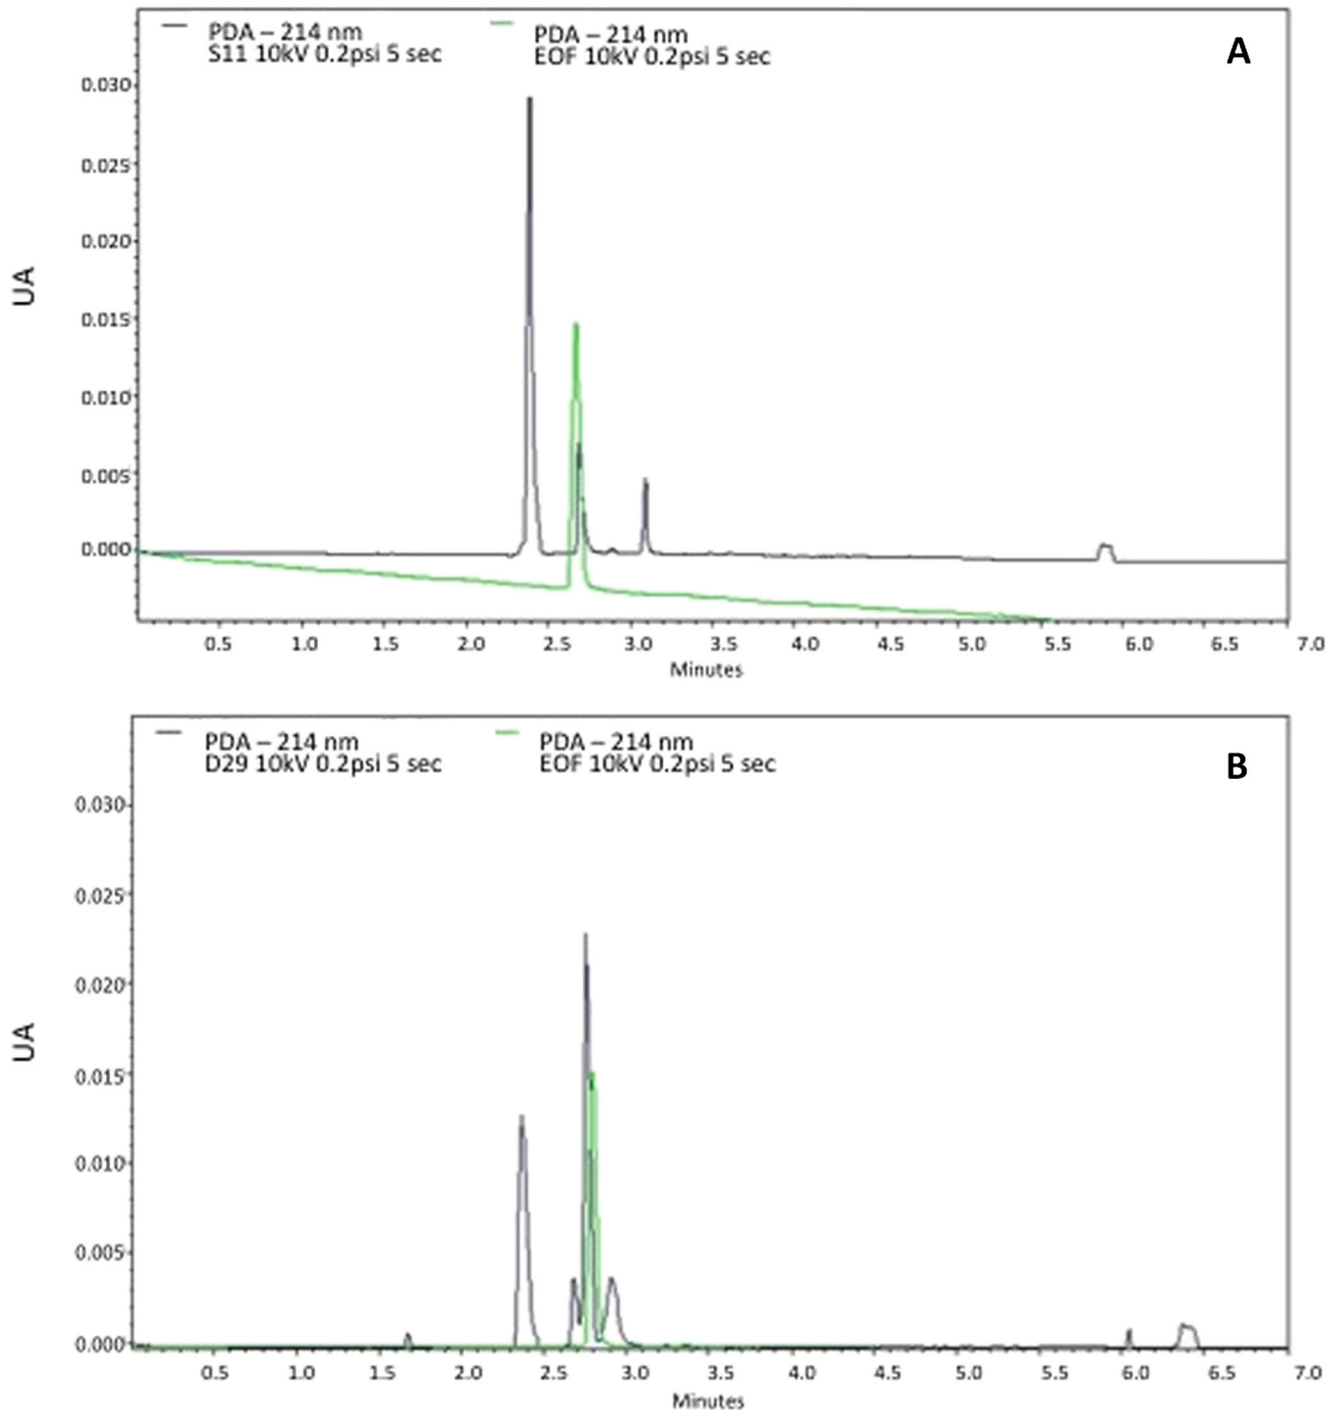 PDA – 214 nm
S11 10kV 0.2psi 5 sec
PDA – 214 nm
EOF 10kV 0.2psi 5 sec
A
0.030
0.025
0.020
0.015
0.010
0.005
0.000
UA
0.5 1.0 1.5 2.0 2.5 3.0 3.5 4.0 4.5 5.0 5.5 6.0 6.5 7.0
Minutes
PDA – 214 nm
D29 10kV 0.2psi 5 sec
PDA – 214 nm
EOF 10kV 0.2psi 5 sec
B
0.030
0.025
0.020
0.015
0.010
0.005
0.000
UA
0.5 1.0 1.5 2.0 2.5 3.0 3.5 4.0 4.5 5.0 5.5 6.0 6.5 7.0
Minutes